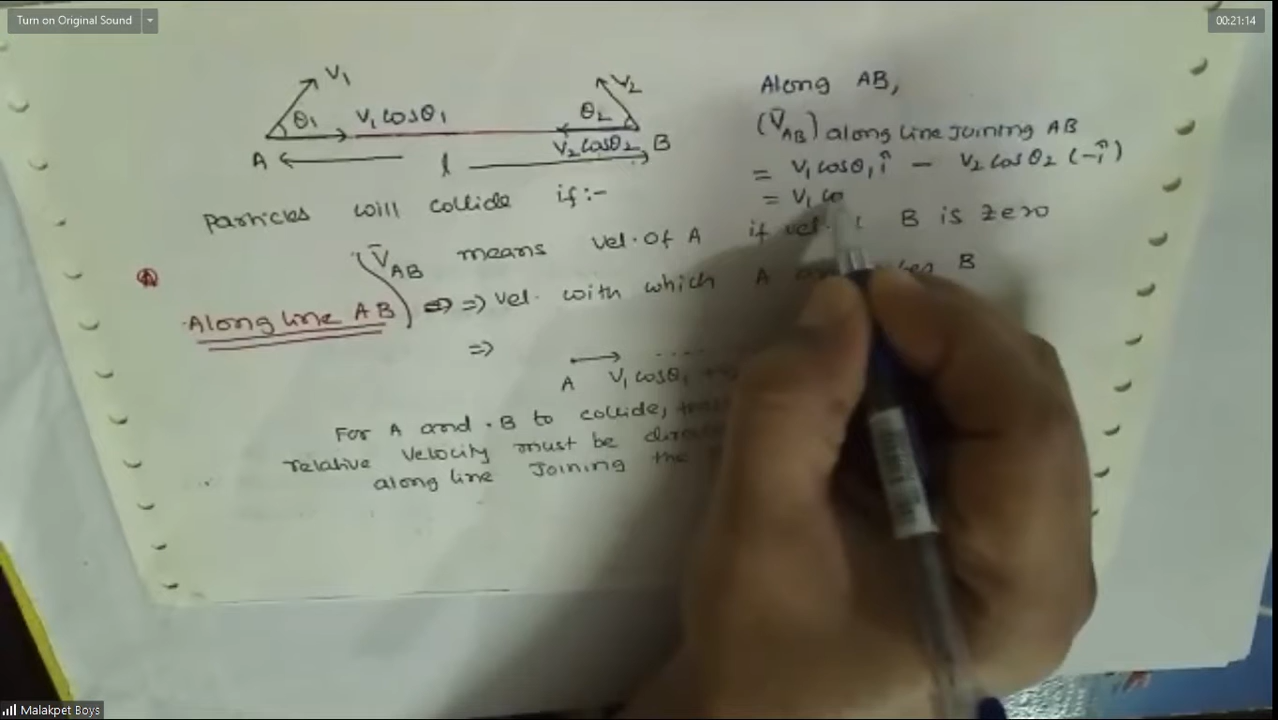 Turn on Original Sound
00:21:14
V₁
V₂
θ₁
V₁ cosθ₁
θ₂
A
V₂ cosθ₂
B
l
Particles will collide if:-
V̄AB means vel. of A if vel. B is zero
Along line AB
⇒ vel. with which A B
⇒
A V₁ cosθ₁
For A and B to collide,
relative velocity must be
along line joining the
Along AB,
(V̄AB) along line joining AB
= V₁ cosθ₁ î − V₂ cosθ₂ (-î)
= V₁ co
Malakpet Boys